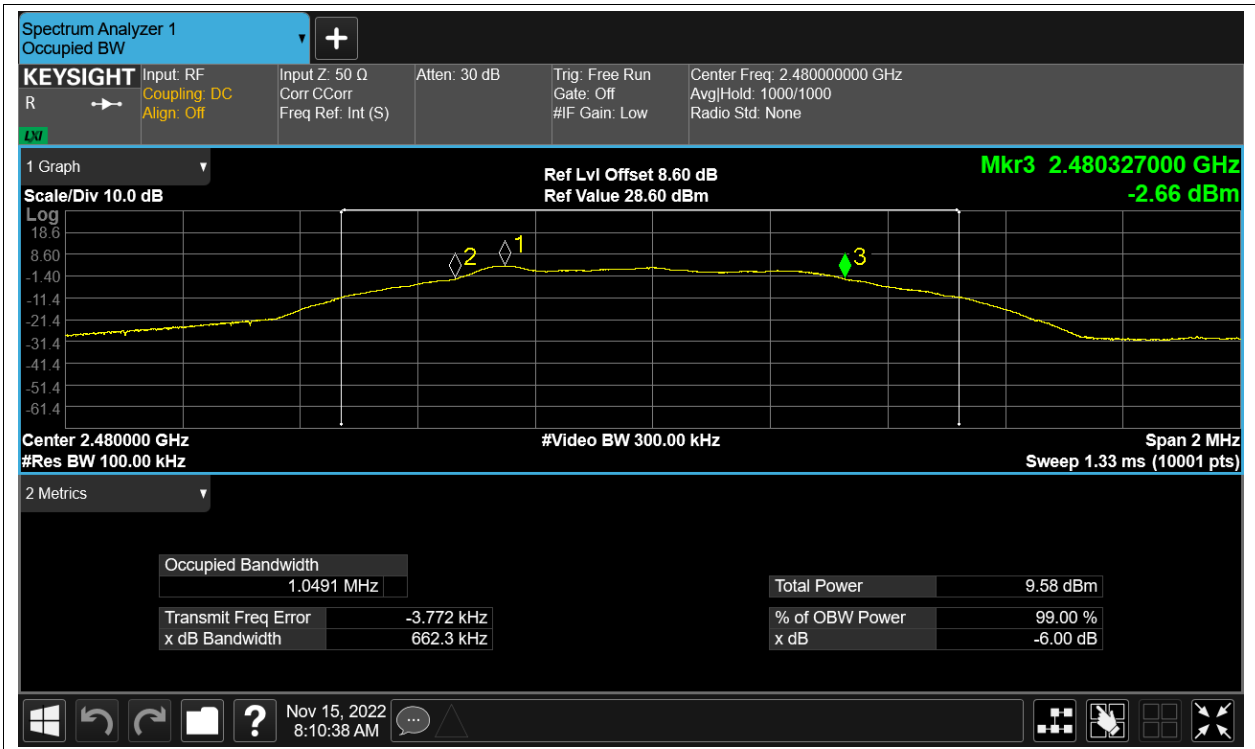 Spectrum Analyzer 1
Occupied BW
KEYSIGHT
R
LXI
Input: RF
Coupling: DC
Align: Off
Input Z: 50 Ω
Corr CCorr
Freq Ref: Int (S)
Atten: 30 dB
Trig: Free Run
Gate: Off
#IF Gain: Low
Center Freq: 2.480000000 GHz
Avg|Hold: 1000/1000
Radio Std: None
1 Graph
Scale/Div 10.0 dB
Ref Lvl Offset 8.60 dB
Ref Value 28.60 dBm
Mkr3 2.480327000 GHz
-2.66 dBm
Log
18.6
8.60
-1.40
-11.4
-21.4
-31.4
-41.4
-51.4
-61.4
2
1
3
Center 2.480000 GHz
#Video BW 300.00 kHz
Span 2 MHz
#Res BW 100.00 kHz
Sweep 1.33 ms (10001 pts)
2 Metrics
Occupied Bandwidth
1.0491 MHz
Total Power 9.58 dBm
Transmit Freq Error -3.772 kHz
% of OBW Power 99.00 %
x dB Bandwidth 662.3 kHz
x dB -6.00 dB
?
Nov 15, 2022
8:10:38 AM